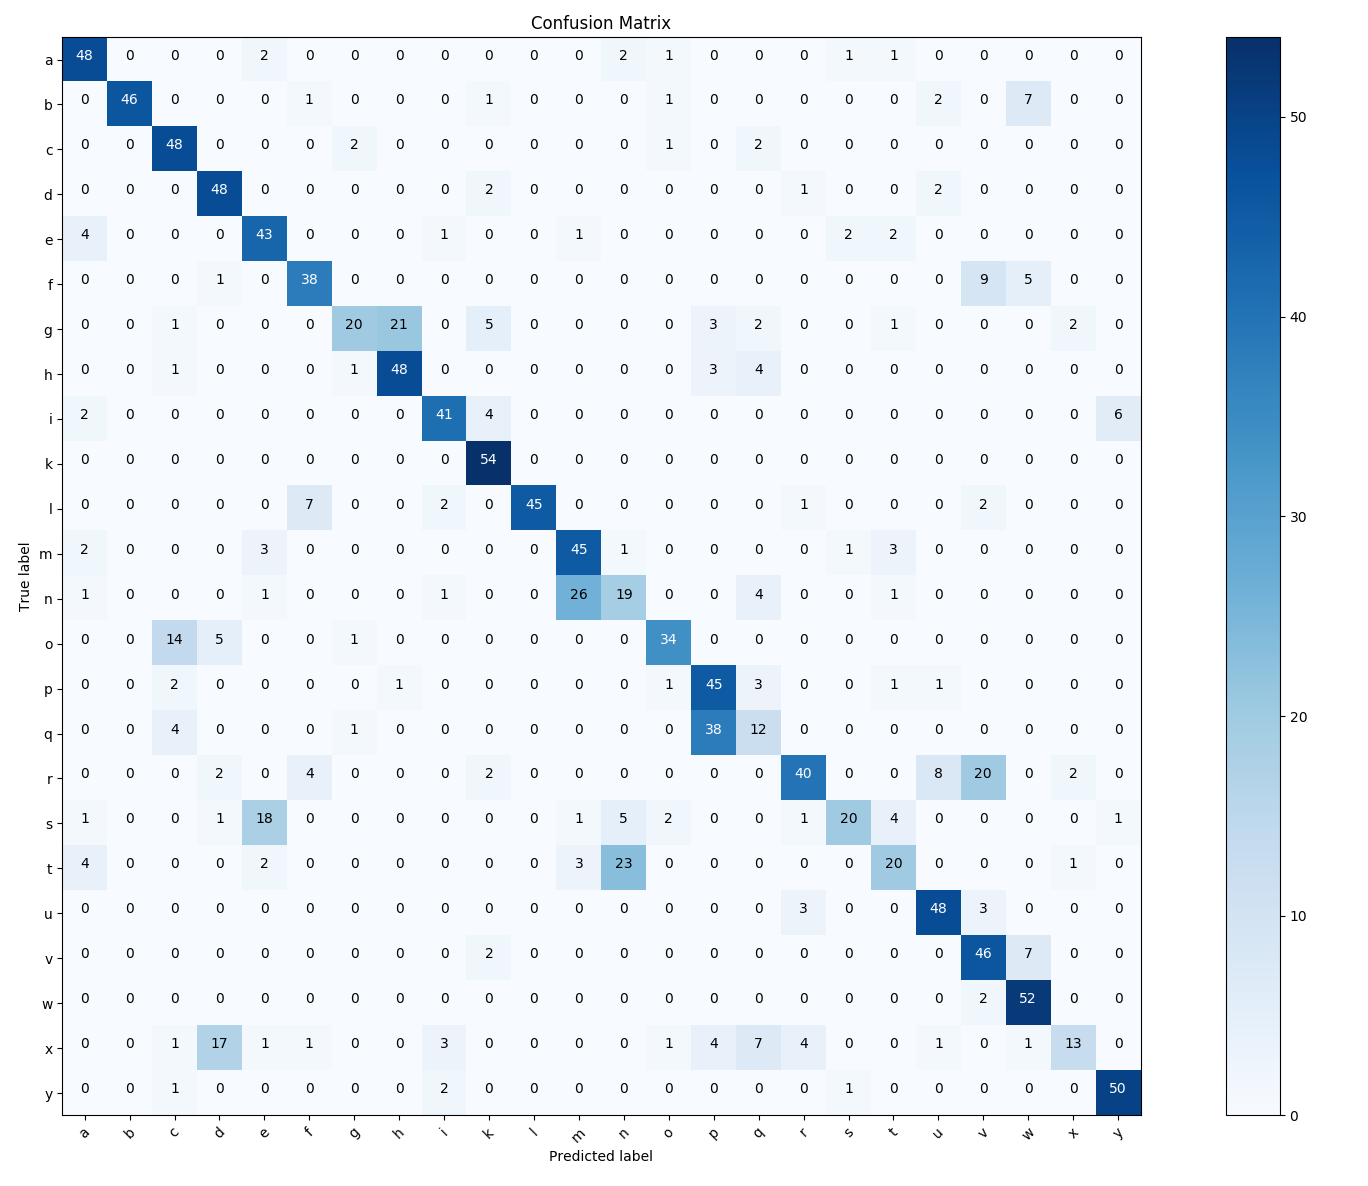 Confusion Matrix
a 48 0 0 0 2 0 0 0 0 0 0 0 2 1 0 0 0 1 1 0 0 0 0 0
b 0 46 0 0 0 1 0 0 0 1 0 0 0 1 0 0 0 0 0 2 0 7 0 0
c 0 0 48 0 0 0 2 0 0 0 0 0 0 1 0 2 0 0 0 0 0 0 0 0
d 0 0 0 48 0 0 0 0 0 2 0 0 0 0 0 0 1 0 0 2 0 0 0 0
e 4 0 0 0 43 0 0 0 1 0 0 1 0 0 0 0 0 2 2 0 0 0 0 0
f 0 0 0 1 0 38 0 0 0 0 0 0 0 0 0 0 0 0 0 0 9 5 0 0
g 0 0 1 0 0 0 20 21 0 5 0 0 0 0 3 2 0 0 1 0 0 0 2 0
h 0 0 1 0 0 0 1 48 0 0 0 0 0 0 3 4 0 0 0 0 0 0 0 0
i 2 0 0 0 0 0 0 0 41 4 0 0 0 0 0 0 0 0 0 0 0 0 0 6
k 0 0 0 0 0 0 0 0 0 54 0 0 0 0 0 0 0 0 0 0 0 0 0 0
l 0 0 0 0 0 7 0 0 2 0 45 0 0 0 0 0 1 0 0 0 2 0 0 0
m 2 0 0 0 3 0 0 0 0 0 0 45 1 0 0 0 0 1 3 0 0 0 0 0
n 1 0 0 0 1 0 0 0 1 0 0 26 19 0 0 4 0 0 1 0 0 0 0 0
o 0 0 14 5 0 0 1 0 0 0 0 0 0 34 0 0 0 0 0 0 0 0 0 0
p 0 0 2 0 0 0 0 1 0 0 0 0 0 1 45 3 0 0 1 1 0 0 0 0
q 0 0 4 0 0 0 1 0 0 0 0 0 0 0 38 12 0 0 0 0 0 0 0 0
r 0 0 0 2 0 4 0 0 0 2 0 0 0 0 0 0 40 0 0 8 20 0 2 0
s 1 0 0 1 18 0 0 0 0 0 0 1 5 2 0 0 1 20 4 0 0 0 0 1
t 4 0 0 0 2 0 0 0 0 0 0 3 23 0 0 0 0 0 20 0 0 0 1 0
u 0 0 0 0 0 0 0 0 0 0 0 0 0 0 0 0 3 0 0 48 3 0 0 0
v 0 0 0 0 0 0 0 0 0 2 0 0 0 0 0 0 0 0 0 0 46 7 0 0
w 0 0 0 0 0 0 0 0 0 0 0 0 0 0 0 0 0 0 0 0 2 52 0 0
x 0 0 1 17 1 1 0 0 3 0 0 0 0 1 4 7 4 0 0 1 0 1 13 0
y 0 0 1 0 0 0 0 0 2 0 0 0 0 0 0 0 0 1 0 0 0 0 0 50
a b c d e f g h i k l m n o p q r s t u v w x y
True label
Predicted label
50
40
30
20
10
0